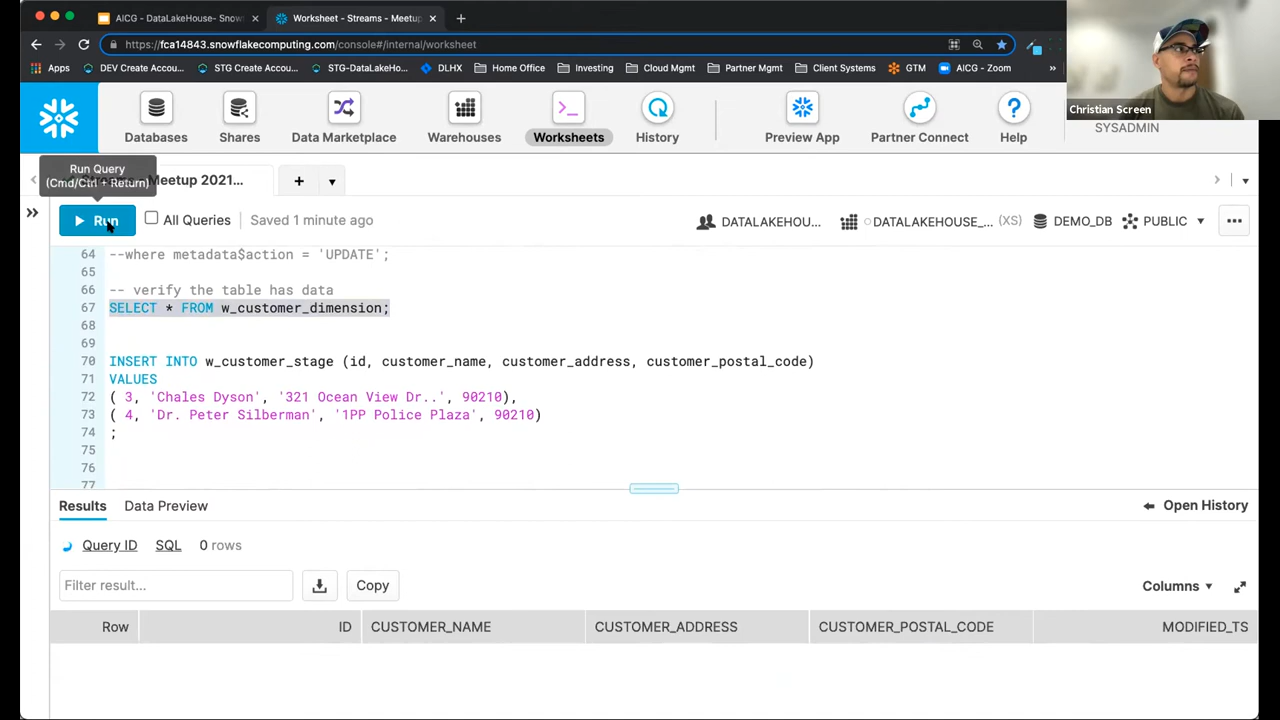 AICG - DataLakeHouse- Snow
Worksheet - Streams - Meetup
https://fca14843.snowflakecomputing.com/console#/internal/worksheet
Apps
DEV Create Accou...
STG Create Accoun...
STG-DataLakeHo...
DLHX
Home Office
Investing
Cloud Mgmt
Partner Mgmt
Client Systems
GTM
AICG - Zoom
»
Christian Screen
Databases
Shares
Data Marketplace
Warehouses
Worksheets
History
Preview App
Partner Connect
Help
SYSADMIN
Run Query
(Cmd/Ctrl + Return)
Streams - Meetup 2021...
Run
All Queries
Saved 1 minute ago
DATALAKEHOU...
DATALAKEHOUSE_... (XS)
DEMO_DB
PUBLIC
64 --where metadata$action = 'UPDATE';
65
66 -- verify the table has data
67 SELECT * FROM w_customer_dimension;
68
69
70 INSERT INTO w_customer_stage (id, customer_name, customer_address, customer_postal_code)
71 VALUES
72 ( 3, 'Chales Dyson', '321 Ocean View Dr..', 90210),
73 ( 4, 'Dr. Peter Silberman', '1PP Police Plaza', 90210)
74 ;
75
76
77
Results
Data Preview
Open History
Query ID
SQL
0 rows
Filter result...
Copy
Columns
Row
ID
CUSTOMER_NAME
CUSTOMER_ADDRESS
CUSTOMER_POSTAL_CODE
MODIFIED_TS